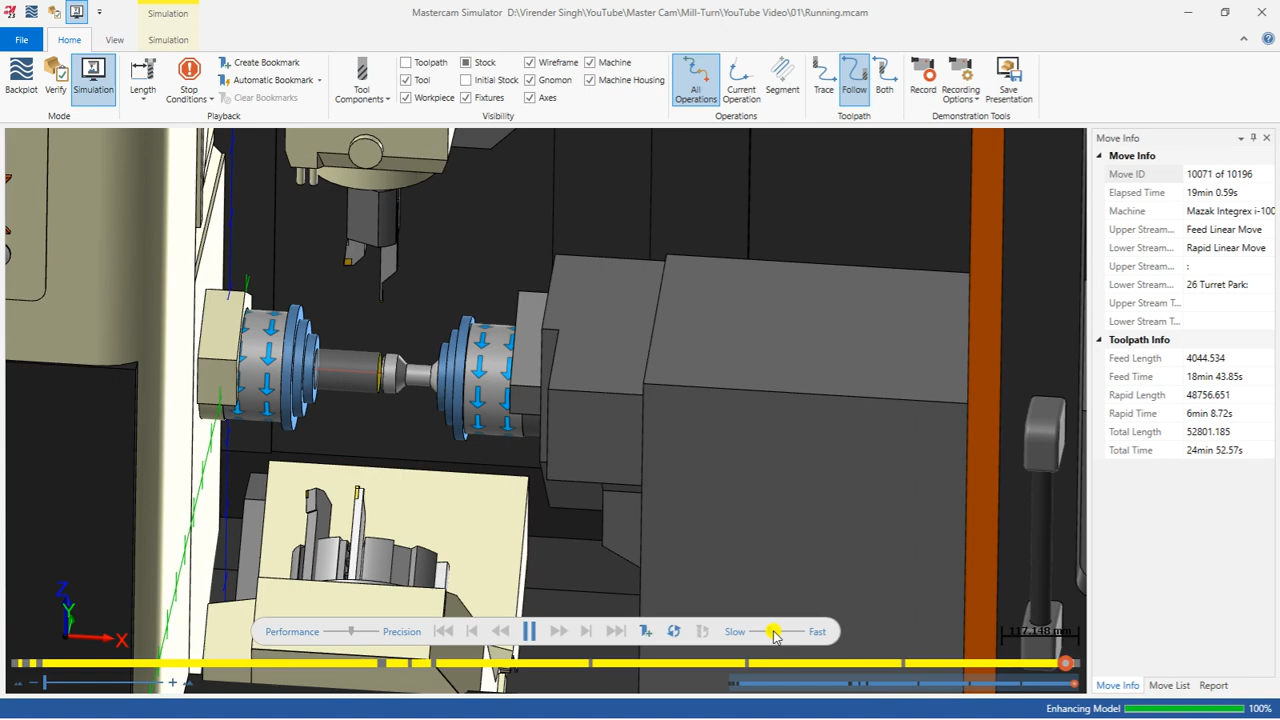 Simulation
Mastercam Simulator D:\Virender Singh\YouTube\Master Cam\Mill-Turn\YouTube Video\01\Running.mcam
File
Home
View
Simulation
Backplot
Verify
Simulation
Mode
Length
Stop
Conditions
Create Bookmark
Automatic Bookmark
Clear Bookmarks
Playback
Tool
Components
Toolpath
Tool
Workpiece
Stock
Initial Stock
Fixtures
Wireframe
Gnomon
Axes
Machine
Machine Housing
Visibility
All
Operations
Current
Operation
Segment
Operations
Trace
Follow
Both
Toolpath
Record
Recording
Options
Save
Presentation
Demonstration Tools
Move Info
Move Info
Move ID 10071 of 10196
Elapsed Time 19min 0.59s
Machine Mazak Integrex i-100
Upper Stream... Feed Linear Move
Lower Stream... Rapid Linear Move
Upper Stream... :
Lower Stream... 26 Turret Park:
Upper Stream T...
Lower Stream T...
Toolpath Info
Feed Length 4044.534
Feed Time 18min 43.85s
Rapid Length 48756.651
Rapid Time 6min 8.72s
Total Length 52801.185
Total Time 24min 52.57s
Z
Y
X
Performance
Precision
Slow
Fast
117.148 mm
Move Info
Move List
Report
Enhancing Model
100%